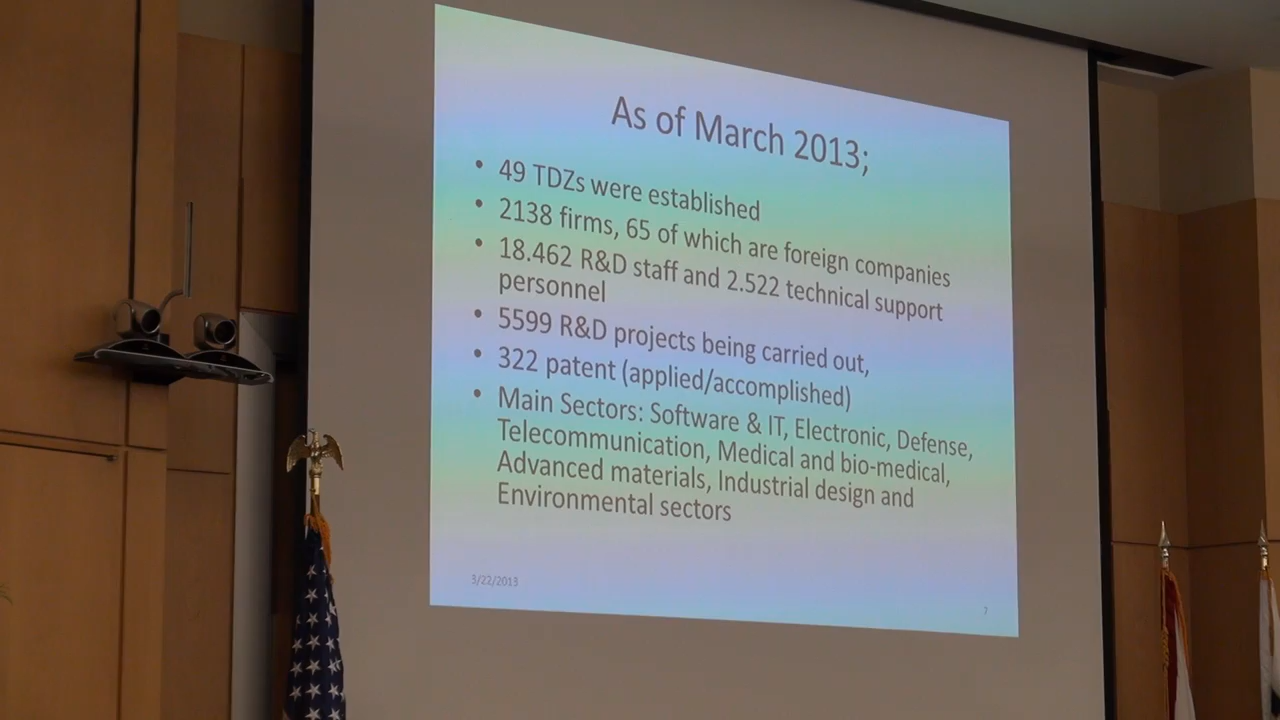 As of March 2013;
• 49 TDZs were established
• 2138 firms, 65 of which are foreign companies
• 18.462 R&D staff and 2.522 technical support
personnel
• 5599 R&D projects being carried out,
• 322 patent (applied/accomplished)
• Main Sectors: Software & IT, Electronic, Defense,
Telecommunication, Medical and bio-medical,
Advanced materials, Industrial design and
Environmental sectors
3/22/2013
7